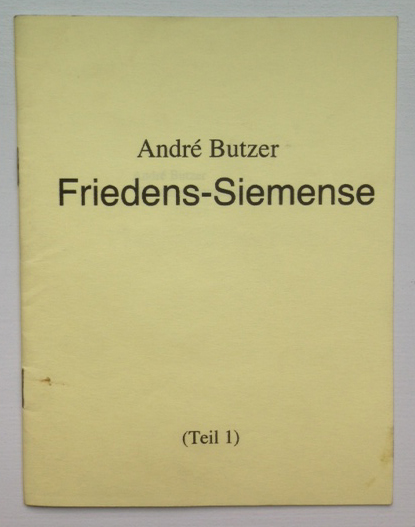 André Butzer
Friedens-Siemense
(Teil 1)